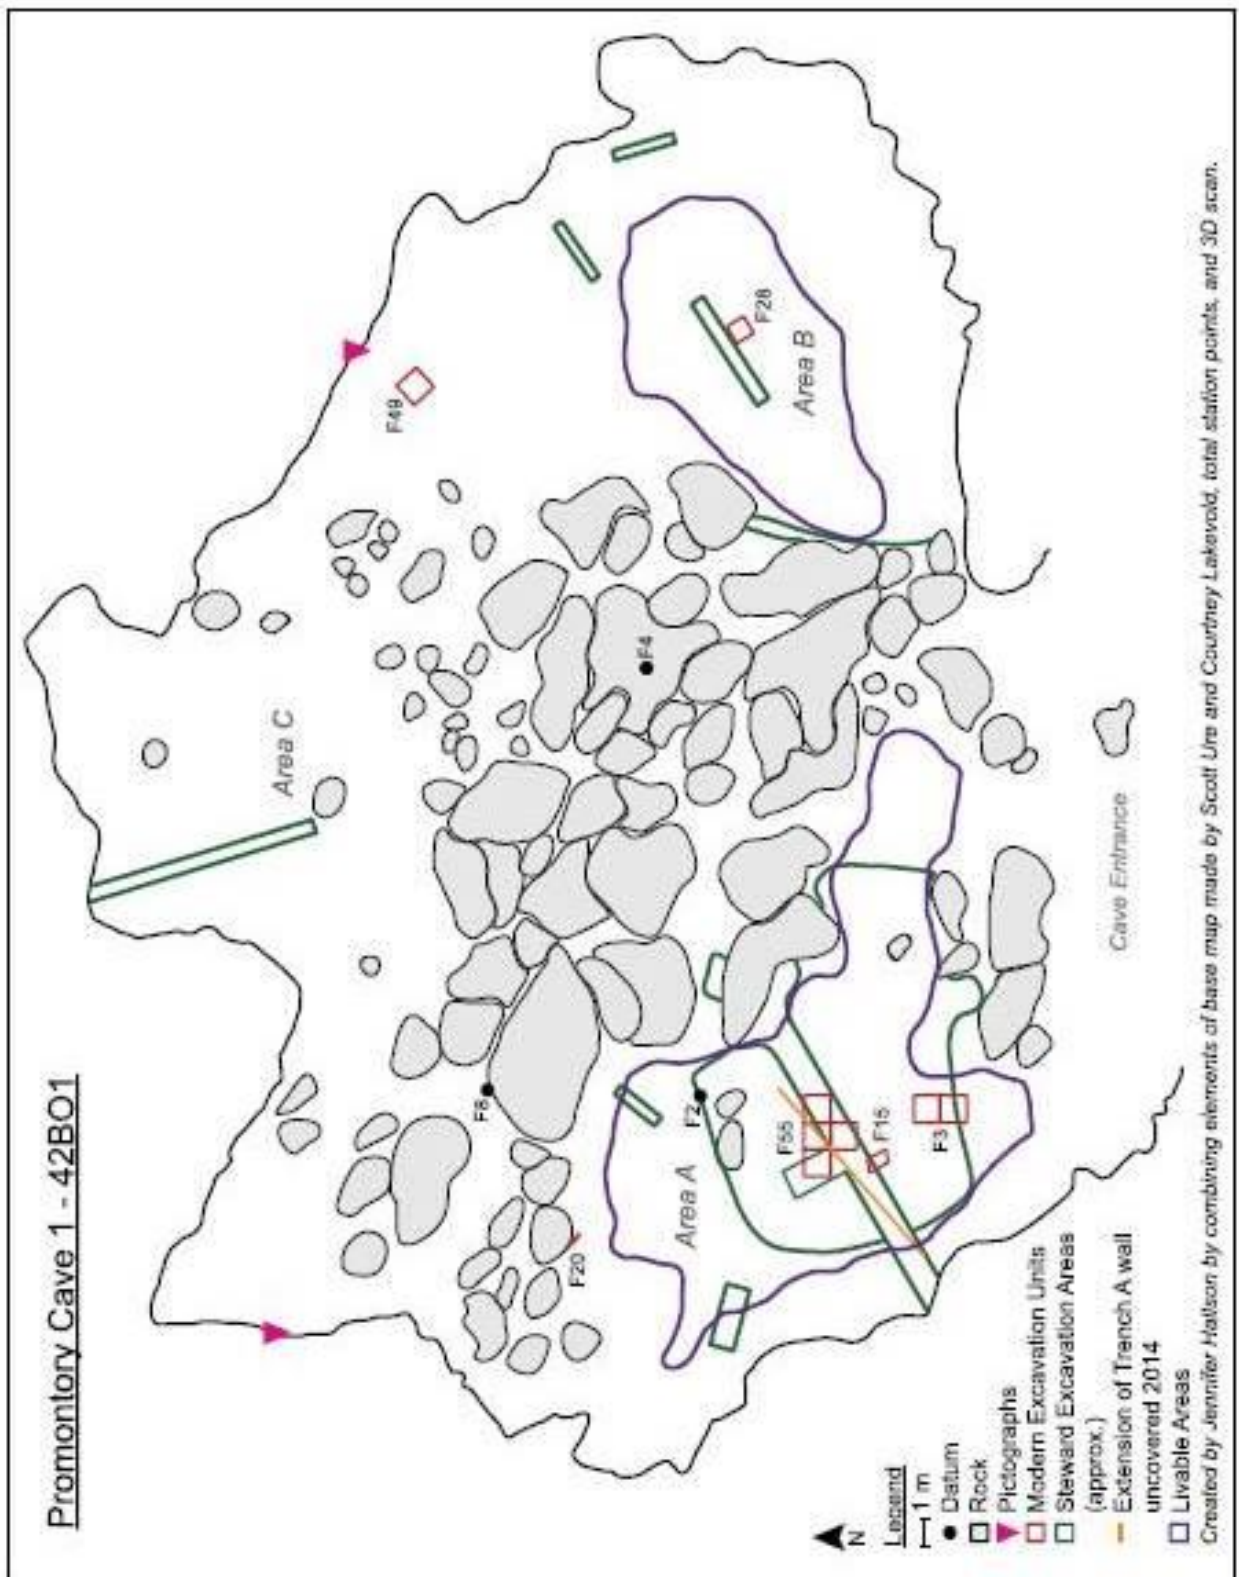 Promontory Cave 1 - 42BO1
F49
F28
Area B
Area C
F4
F8
F2
F55
F15
F3
Area A
F20
Cave Entrance
N
Legend
1 m
Datum
Rock
Pictographs
Modern Excavation Units
Steward Excavation Areas
(approx.)
Extension of Trench A wall
uncovered 2014
Livable Areas
Created by Jennifer Hallson by combining elements of base map made by Scott Ure and Courtney Lakevold, total station points, and 3D scan.